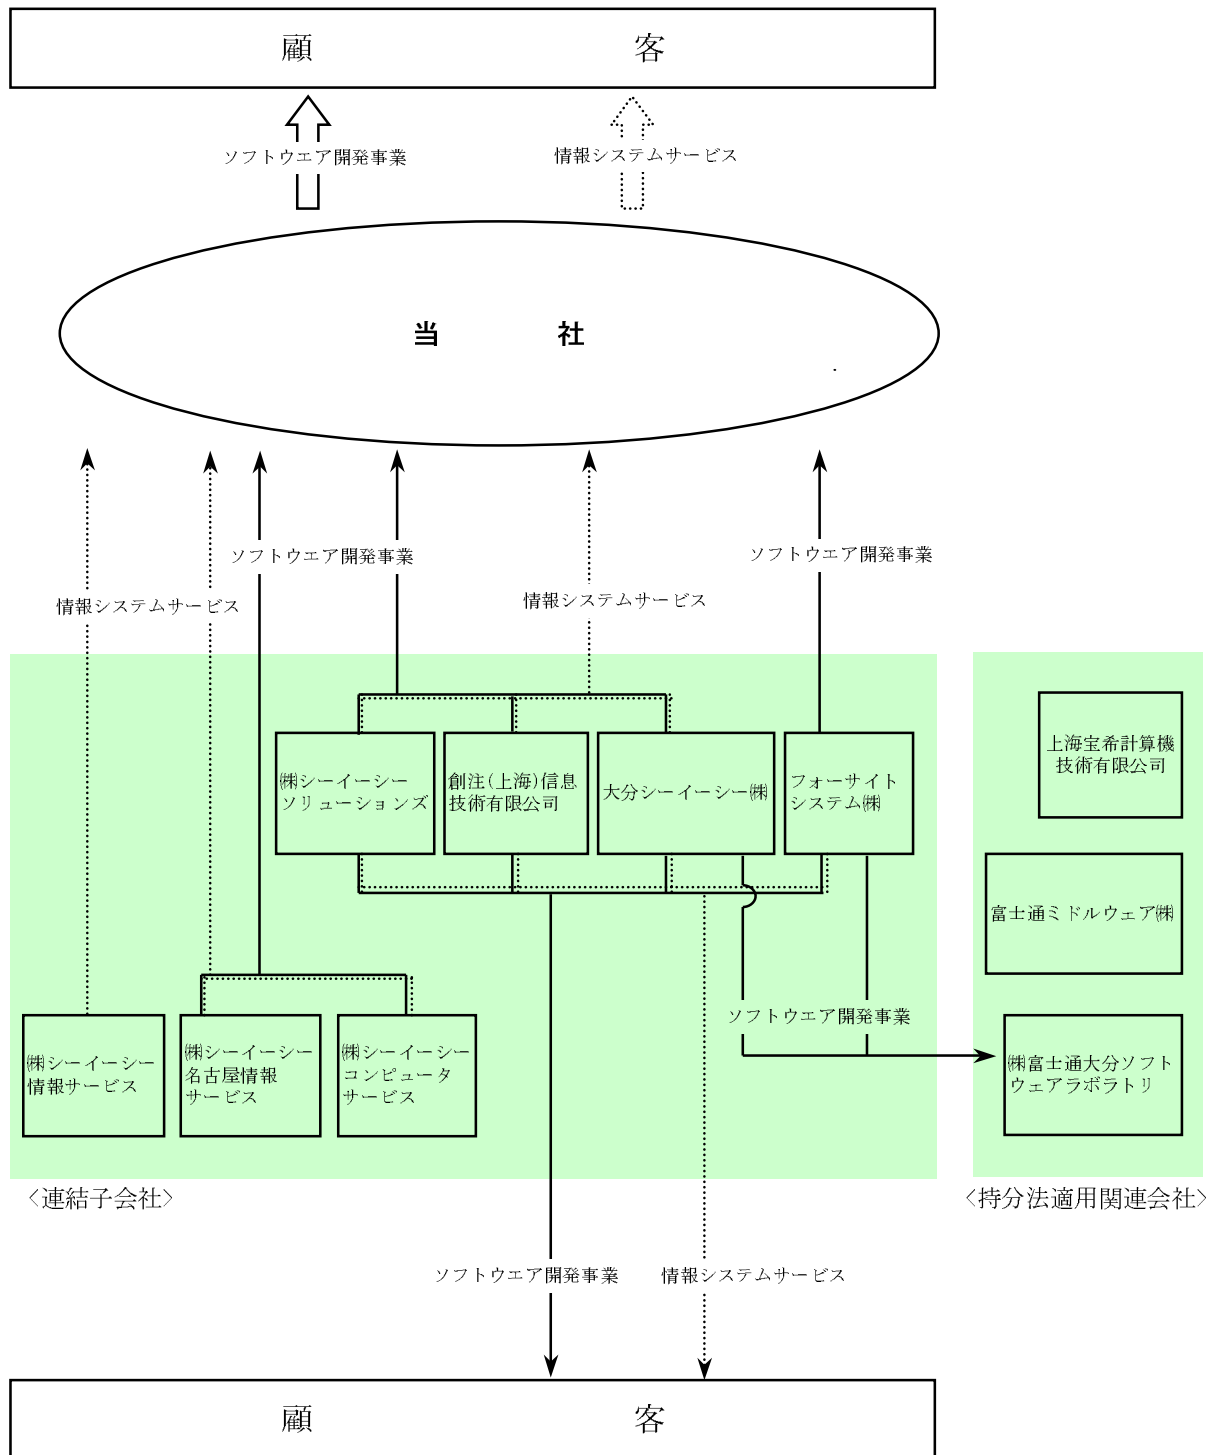 顧 客
ソフトウエア開発事業
情報システムサービス
当 社
ソフトウエア開発事業
ソフトウエア開発事業
情報システムサービス
情報システムサービス
㈱シーイーシー
ソリューションズ
創注(上海)信息
技術有限公司
大分シーイーシー㈱
フォーサイト
システム㈱
上海宝希計算機
技術有限公司
富士通ミドルウェア㈱
ソフトウエア開発事業
㈱シーイーシー
情報サービス
㈱シーイーシー
名古屋情報
サービス
㈱シーイーシー
コンピュータ
サービス
㈱富士通大分ソフト
ウェアラボラトリ
〈連結子会社〉
〈持分法適用関連会社〉
ソフトウエア開発事業
情報システムサービス
顧 客